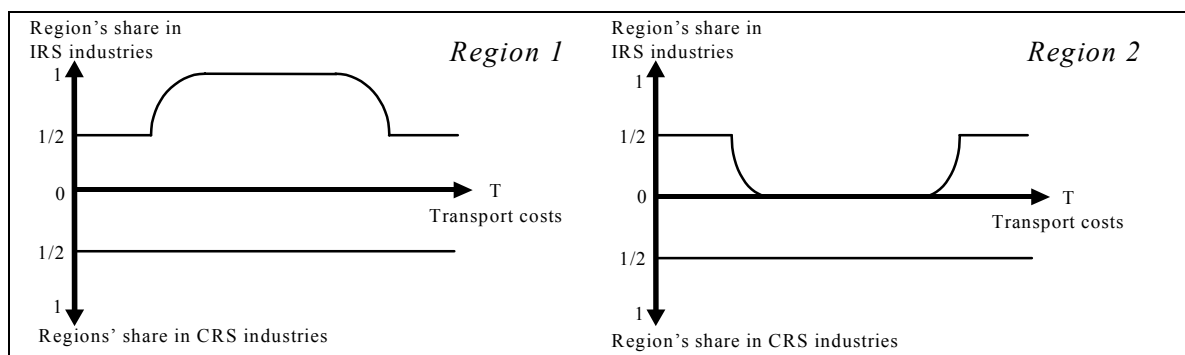 Region's share in
IRS industries
Region 1
1
1/2
0
T
Transport costs
1/2
1
Regions' share in CRS industries
Region's share in
IRS industries
Region 2
1
1/2
0
T
Transport costs
1/2
1
Region's share in CRS industries